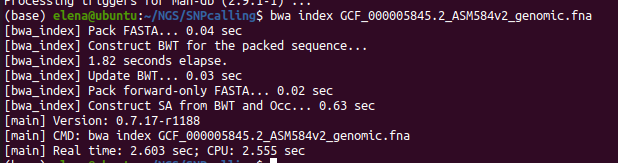 Processing triggers for man-db (2.9.1-1) ...
(base) elena@ubuntu:~/NGS/SNPcalling$ bwa index GCF_000005845.2_ASM584v2_genomic.fna
[bwa_index] Pack FASTA... 0.04 sec
[bwa_index] Construct BWT for the packed sequence...
[bwa_index] 1.82 seconds elapse.
[bwa_index] Update BWT... 0.03 sec
[bwa_index] Pack forward-only FASTA... 0.02 sec
[bwa_index] Construct SA from BWT and Occ... 0.63 sec
[main] Version: 0.7.17-r1188
[main] CMD: bwa index GCF_000005845.2_ASM584v2_genomic.fna
[main] Real time: 2.603 sec; CPU: 2.555 sec
(base) elena@ubuntu:~/NGS/SNPcalling$